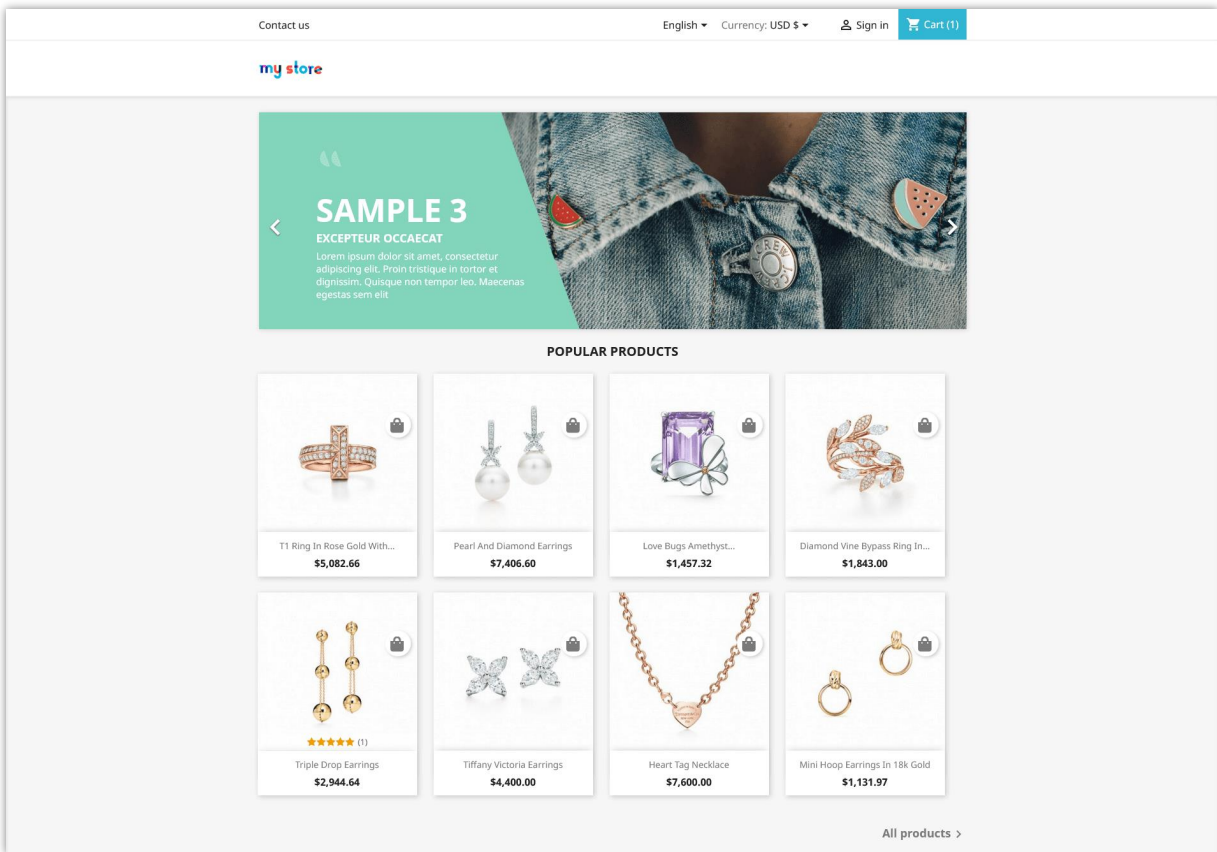 Contact us
English
Currency: USD $
Sign in
Cart (1)
my store
SAMPLE 3
EXCEPTEUR OCCAECAT
Lorem ipsum dolor sit amet, consectetur
adipiscing elit. Proin tristique in tortor et
dignissim. Quisque non tempor leo. Maecenas
egestas sem elit
POPULAR PRODUCTS
T1 Ring In Rose Gold With...
$5,082.66
Pearl And Diamond Earrings
$7,406.60
Love Bugs Amethyst...
$1,457.32
Diamond Vine Bypass Ring In...
$1,843.00
(1)
Triple Drop Earrings
$2,944.64
Tiffany Victoria Earrings
$4,400.00
Heart Tag Necklace
$7,600.00
Mini Hoop Earrings In 18k Gold
$1,131.97
All products